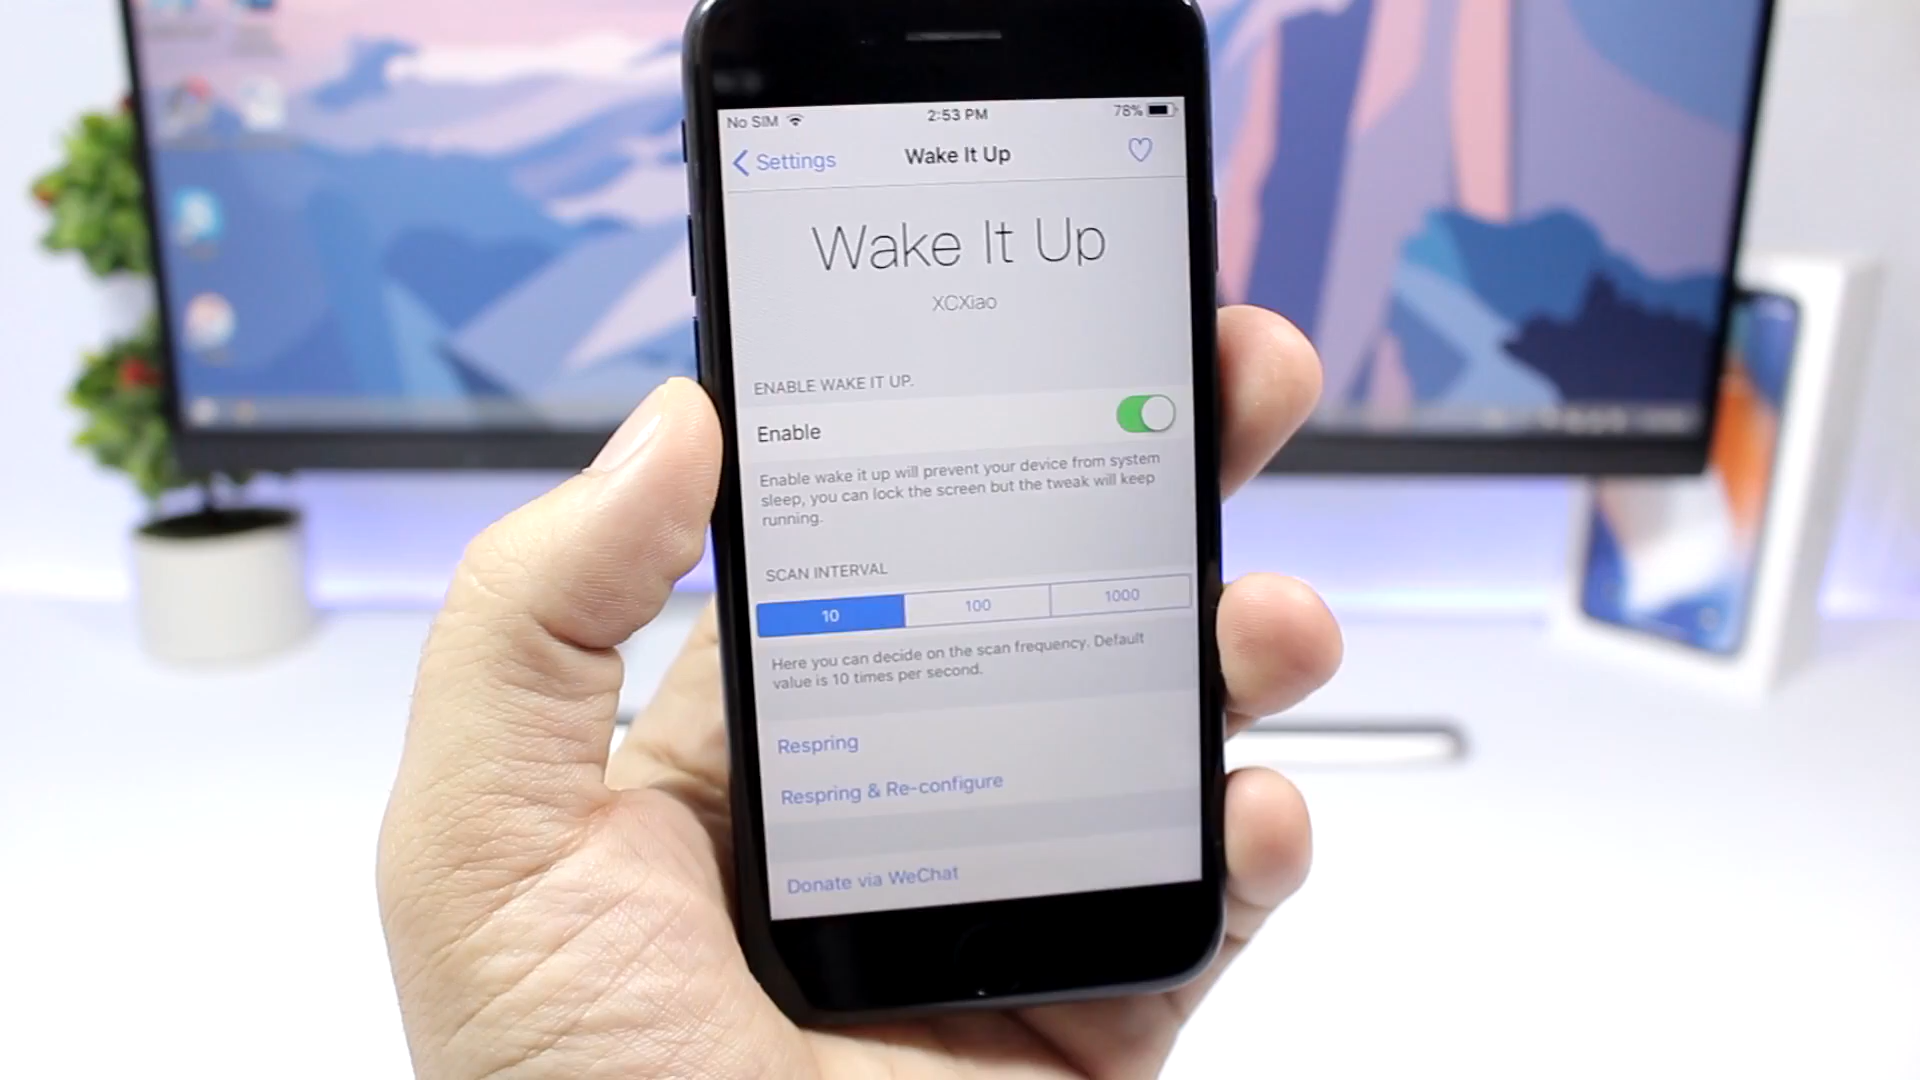 No SIM 2:53 PM 78%
Settings Wake It Up
Wake It Up
XCXiao
ENABLE WAKE IT UP.
Enable
Enable wake it up will prevent your device from system
sleep, you can lock the screen but the tweak will keep
running.
SCAN INTERVAL
10 100 1000
Here you can decide on the scan frequency. Default
value is 10 times per second.
Respring
Respring & Re-configure
Donate via WeChat